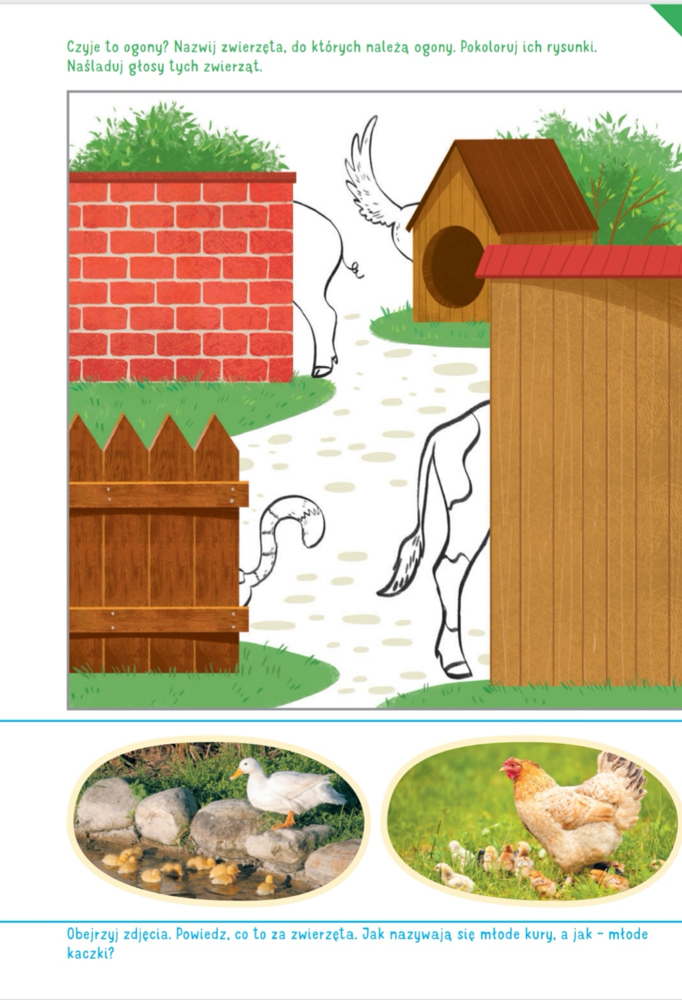 Czyje to ogony? Nazwij zwierzęta, do których należą ogony. Pokoloruj ich rysunki.
Naśladuj głosy tych zwierząt.
Obejrzyj zdjęcia. Powiedz, co to za zwierzęta. Jak nazywają się młode kury, a jak – młode
kaczki?